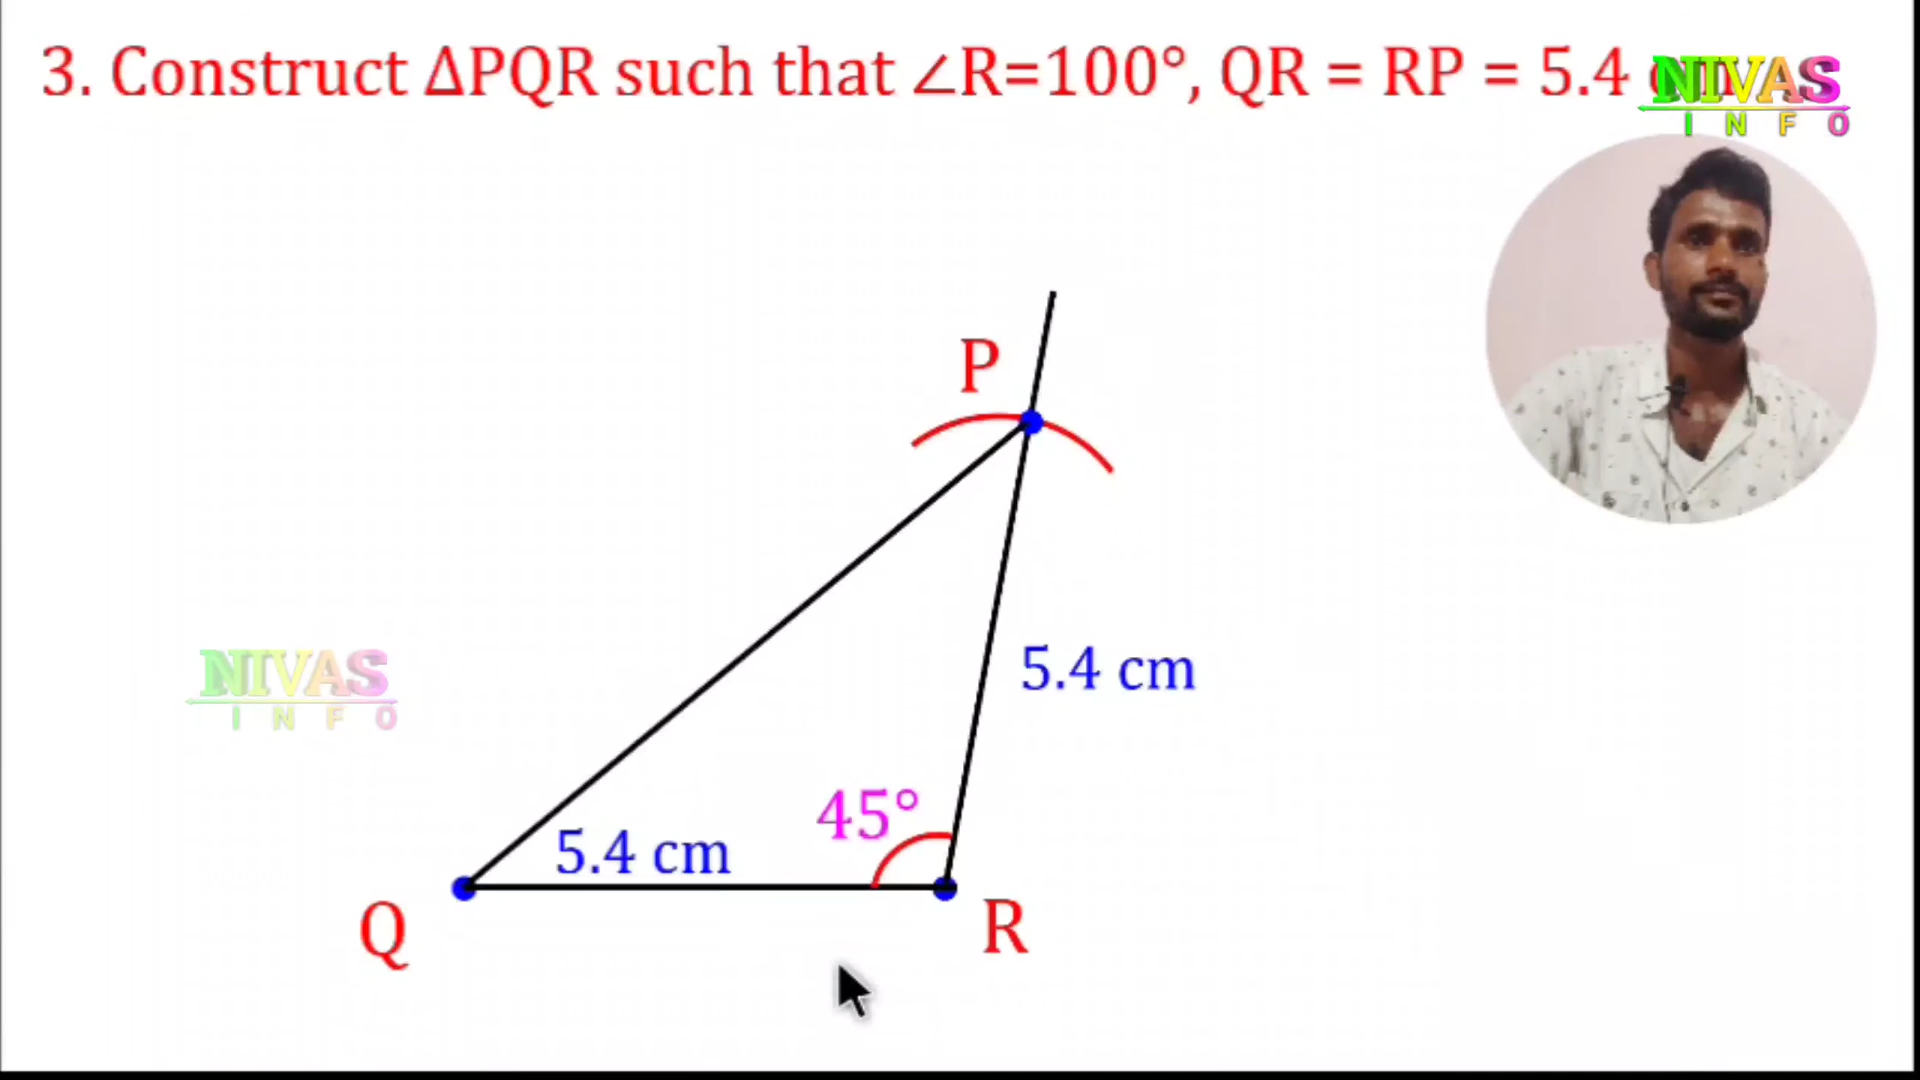 3. Construct ΔPQR such that ∠R=100°, QR = RP = 5.4
NIVAS
INFO
P
5.4 cm
NIVAS
INFO
45°
5.4 cm
Q
R